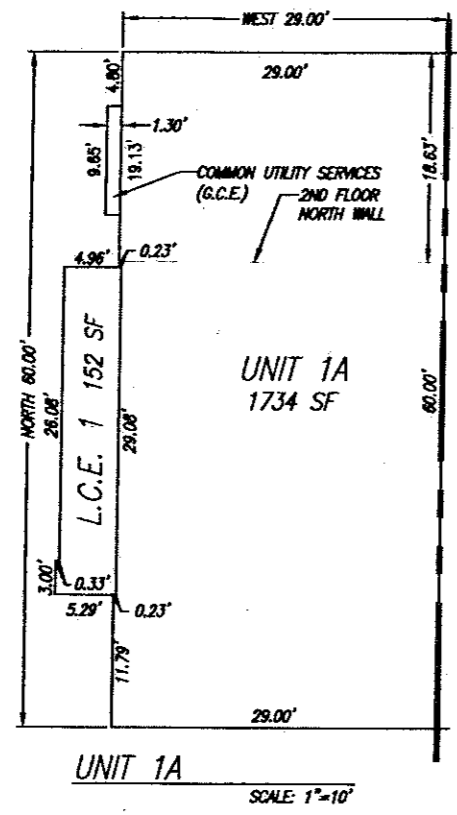 WEST 29.00'
29.00'
4.80'
1.30'
9.65'
19.13'
18.63'
COMMON UTILITY SERVICES
(G.C.E.)
2ND FLOOR
NORTH WALL
4.96'
0.23'
NORTH 60.00'
26.08'
L.C.E. 1 152 SF
29.08'
UNIT 1A
1734 SF
60.00'
3.00'
0.33'
5.29'
0.23'
11.79'
29.00'
UNIT 1A
SCALE: 1"=10'